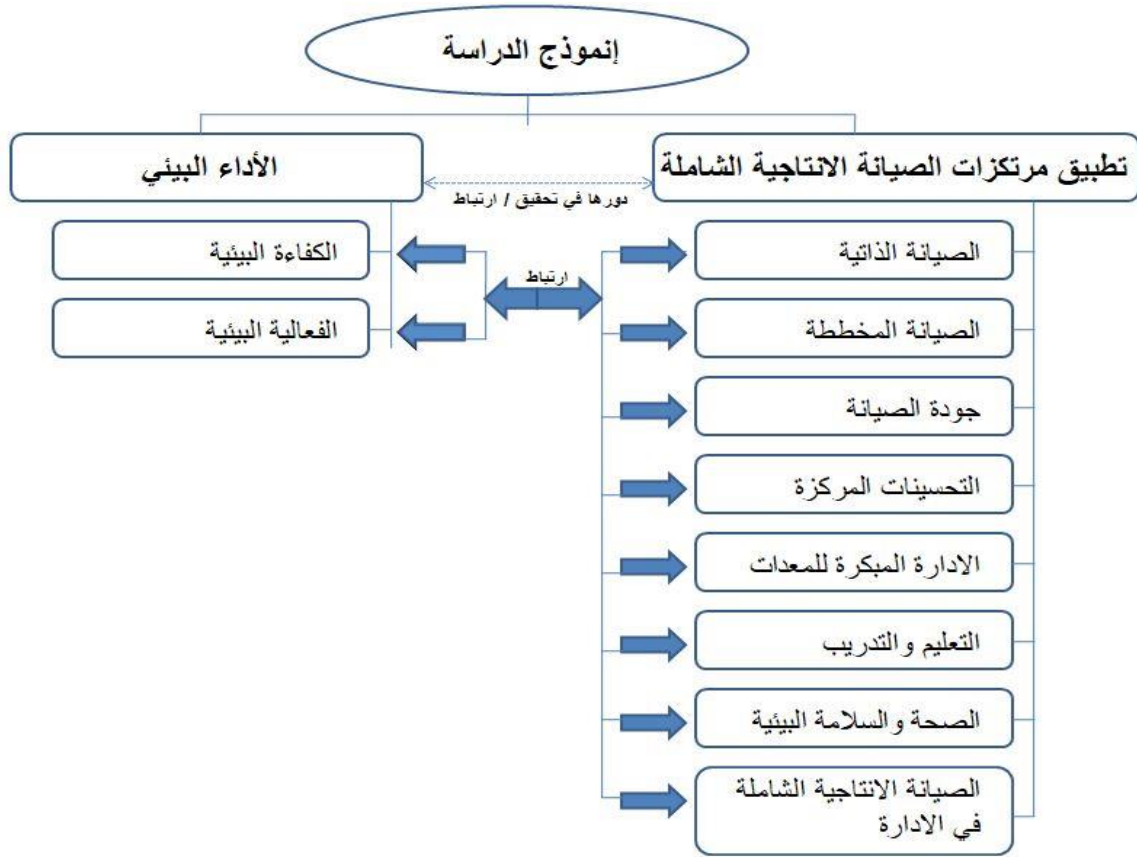 إنموذج الدراسة
تطبيق مرتكزات الصيانة الانتاجية الشاملة
الأداء البيئي
دورها في تحقيق / ارتباط
ارتباط
الصيانة الذاتية
الصيانة المخططة
جودة الصيانة
التحسينات المركزة
الادارة المبكرة للمعدات
التعليم والتدريب
الصحة والسلامة البيئية
الصيانة الانتاجية الشاملة
في الادارة
الكفاءة البيئية
الفعالية البيئية